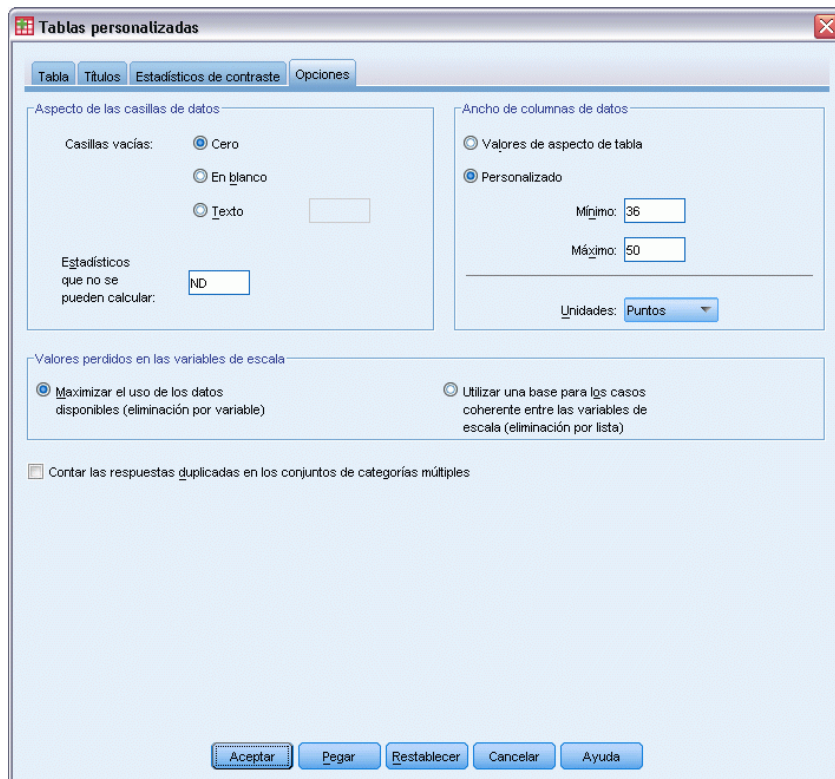 Tablas personalizadas
Tabla Títulos Estadísticos de contraste Opciones
Aspecto de las casillas de datos
Casillas vacías:
Cero
En blanco
Texto
Estadísticos
que no se
pueden calcular:
ND
Ancho de columnas de datos
Valores de aspecto de tabla
Personalizado
Mínimo: 36
Máximo: 50
Unidades: Puntos
Valores perdidos en las variables de escala
Maximizar el uso de los datos
disponibles (eliminación por variable)
Utilizar una base para los casos
coherente entre las variables de
escala (eliminación por lista)
Contar las respuestas duplicadas en los conjuntos de categorías múltiples
Aceptar Pegar Restablecer Cancelar Ayuda